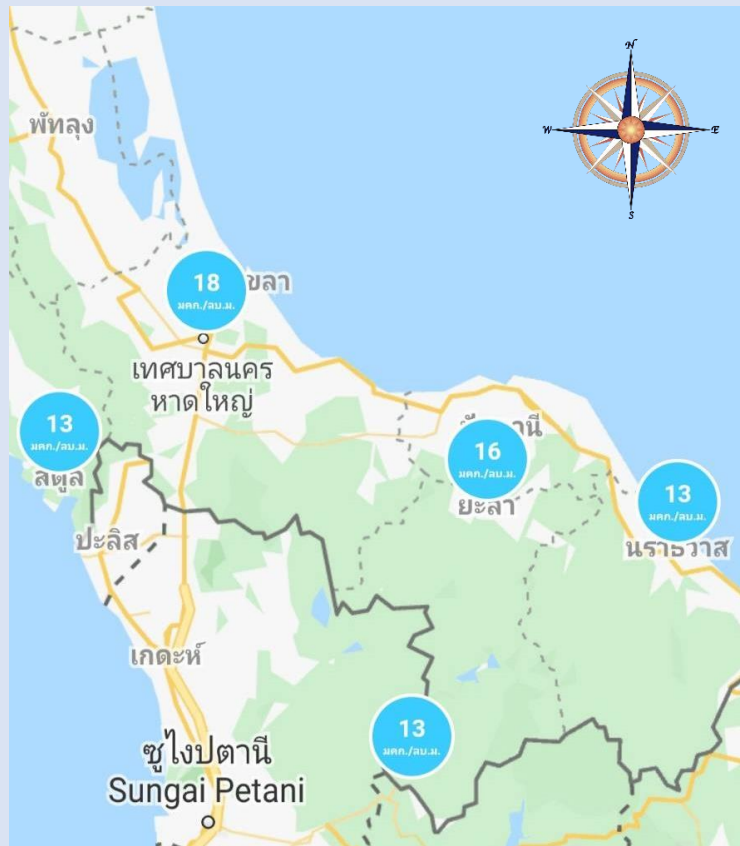 N
W
E
S
พัทลุง
18
มคก./ลบ.ม.
ขลา
เทศบาลนคร
หาดใหญ่
13
มคก./ลบ.ม.
สตูล
16
มคก./ลบ.ม.
านี
ยะลา
13
มคก./ลบ.ม.
นราธิวาส
ปะลิส
เกดะห์
13
มคก./ลบ.ม.
ซูไงปตานี
Sungai Petani